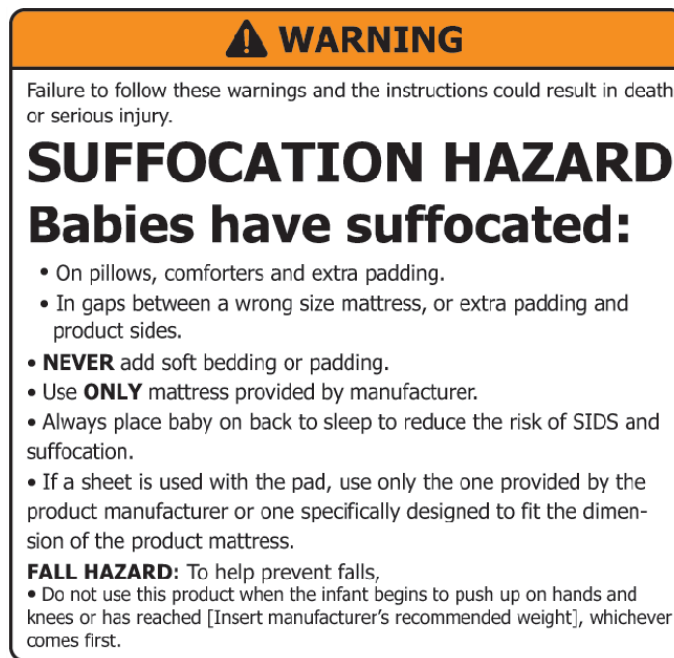 WARNING
Failure to follow these warnings and the instructions could result in death
or serious injury.
SUFFOCATION HAZARD
Babies have suffocated:
• On pillows, comforters and extra padding.
• In gaps between a wrong size mattress, or extra padding and
product sides.
• NEVER add soft bedding or padding.
• Use ONLY mattress provided by manufacturer.
• Always place baby on back to sleep to reduce the risk of SIDS and
suffocation.
• If a sheet is used with the pad, use only the one provided by the
product manufacturer or one specifically designed to fit the dimen-
sion of the product mattress.
FALL HAZARD: To help prevent falls,
• Do not use this product when the infant begins to push up on hands and
knees or has reached [Insert manufacturer's recommended weight], whichever
comes first.